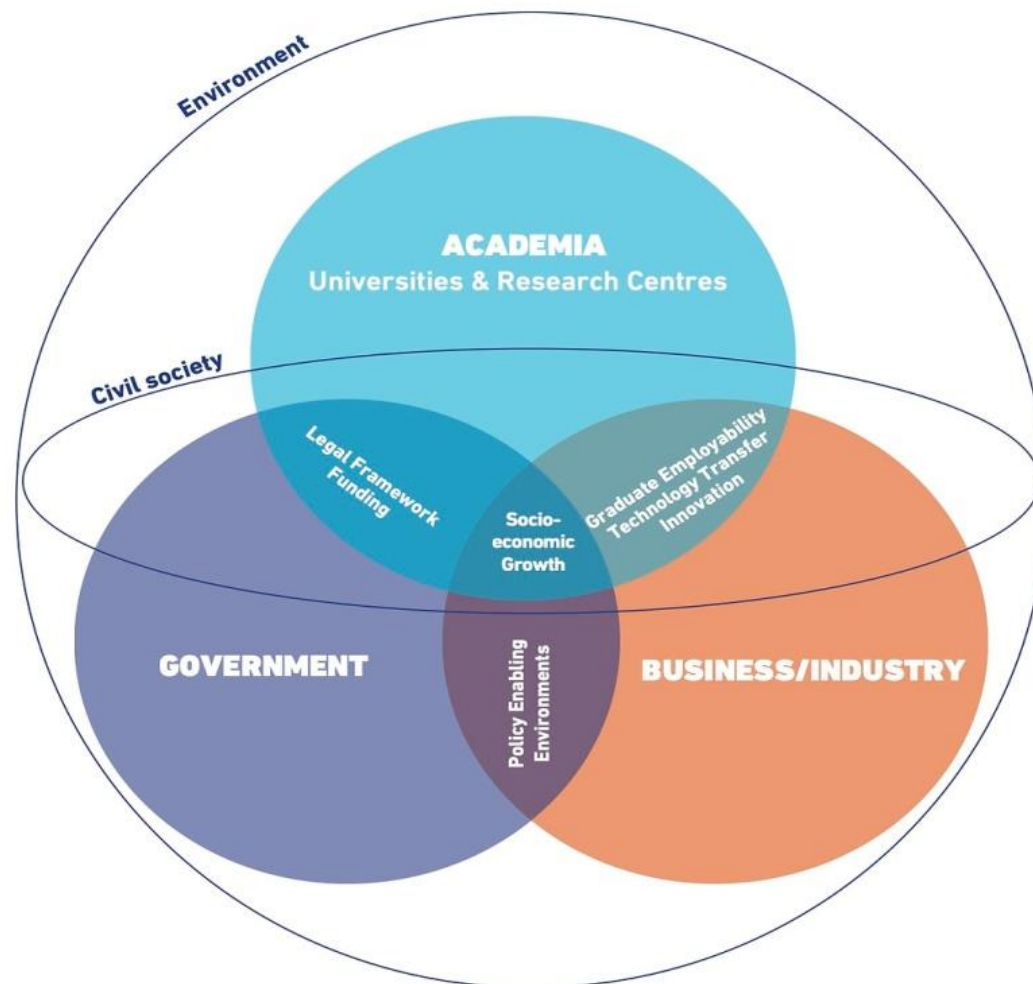 Environment
ACADEMIA
Universities & Research Centres
Civil society
Legal Framework
Funding
Graduate Employability
Technology Transfer
Innovation
Socio-
economic
Growth
GOVERNMENT
BUSINESS/INDUSTRY
Policy Enabling
Environments